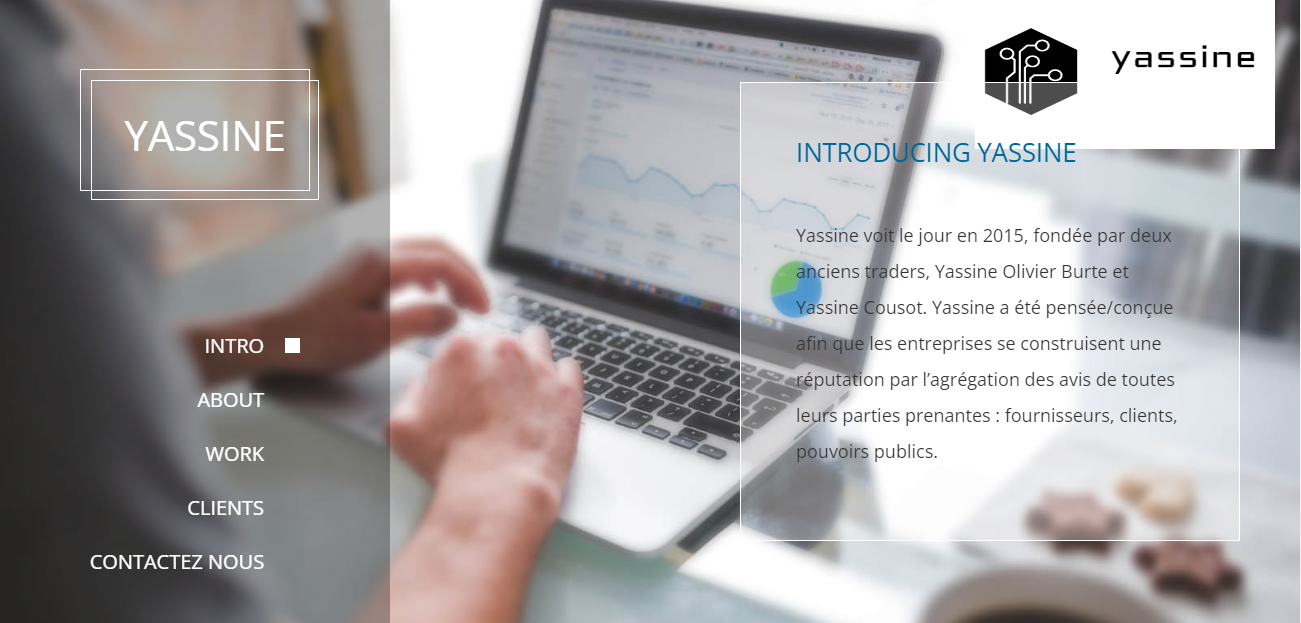 YASSINE
INTRO
ABOUT
WORK
CLIENTS
CONTACTEZ NOUS
yassine
INTRODUCING YASSINE
Yassine voit le jour en 2015, fondée par deux
anciens traders, Yassine Olivier Burte et
Yassine Cousot. Yassine a été pensée/conçue
afin que les entreprises se construisent une
réputation par l’agrégation des avis de toutes
leurs parties prenantes : fournisseurs, clients,
pouvoirs publics.